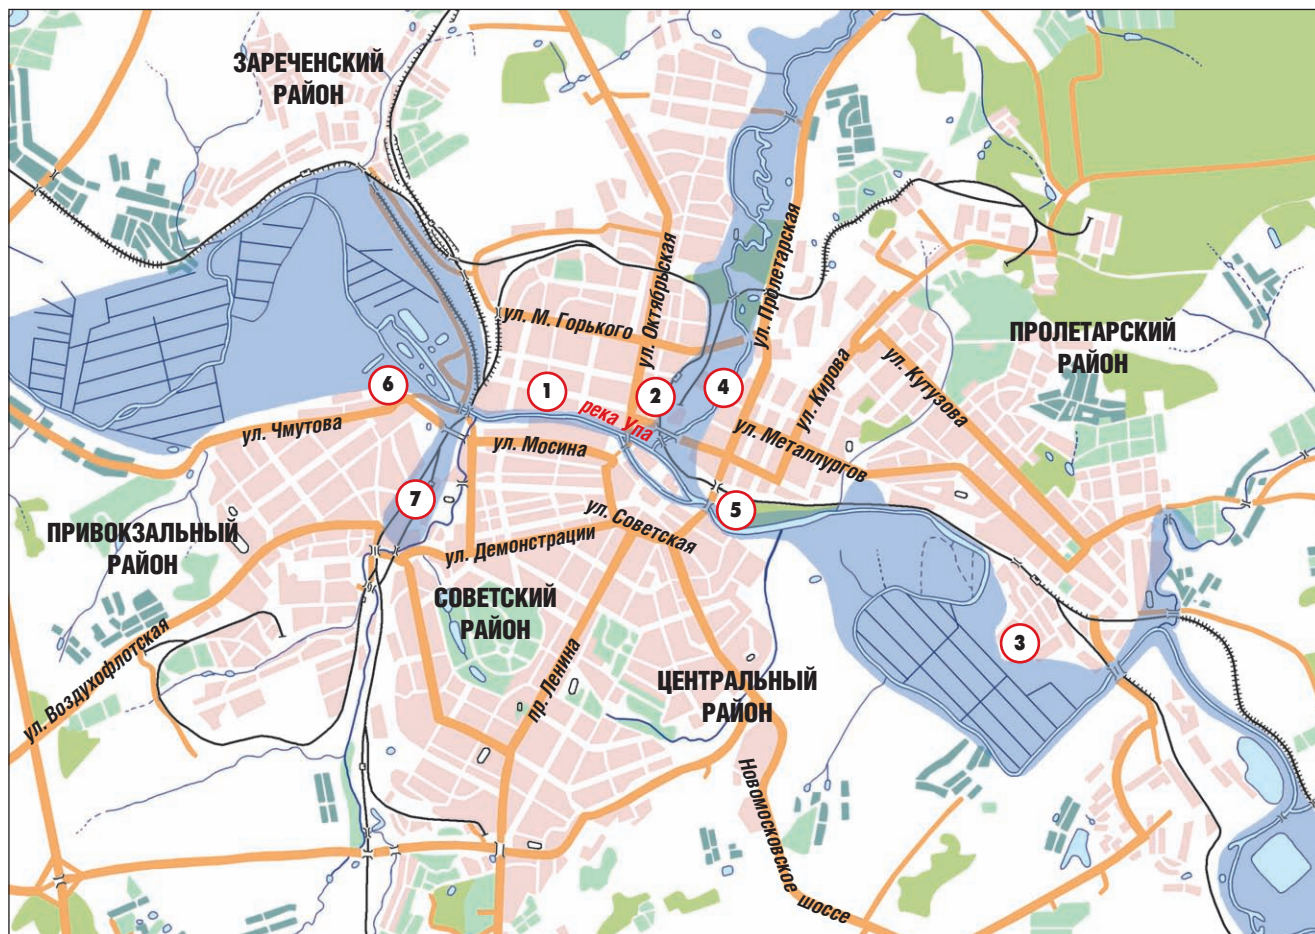 ЗАРЕЧЕНСКИЙ
РАЙОН
ул. Октябрьская
ул. Пролетарская
ул. М. Горького
ПРОЛЕТАРСКИЙ
РАЙОН
ул. Кирова
ул. Кутузова
6
1
2
4
река Упа
ул. Чмутова
ул. Мосина
ул. Металлургов
7
5
ПРИВОКЗАЛЬНЫЙ
РАЙОН
ул. Советская
ул. Демонстрации
СОВЕТСКИЙ
РАЙОН
3
ул. Воздухофлотская
пр. Ленина
ЦЕНТРАЛЬНЫЙ
РАЙОН
Новомосковское шоссе